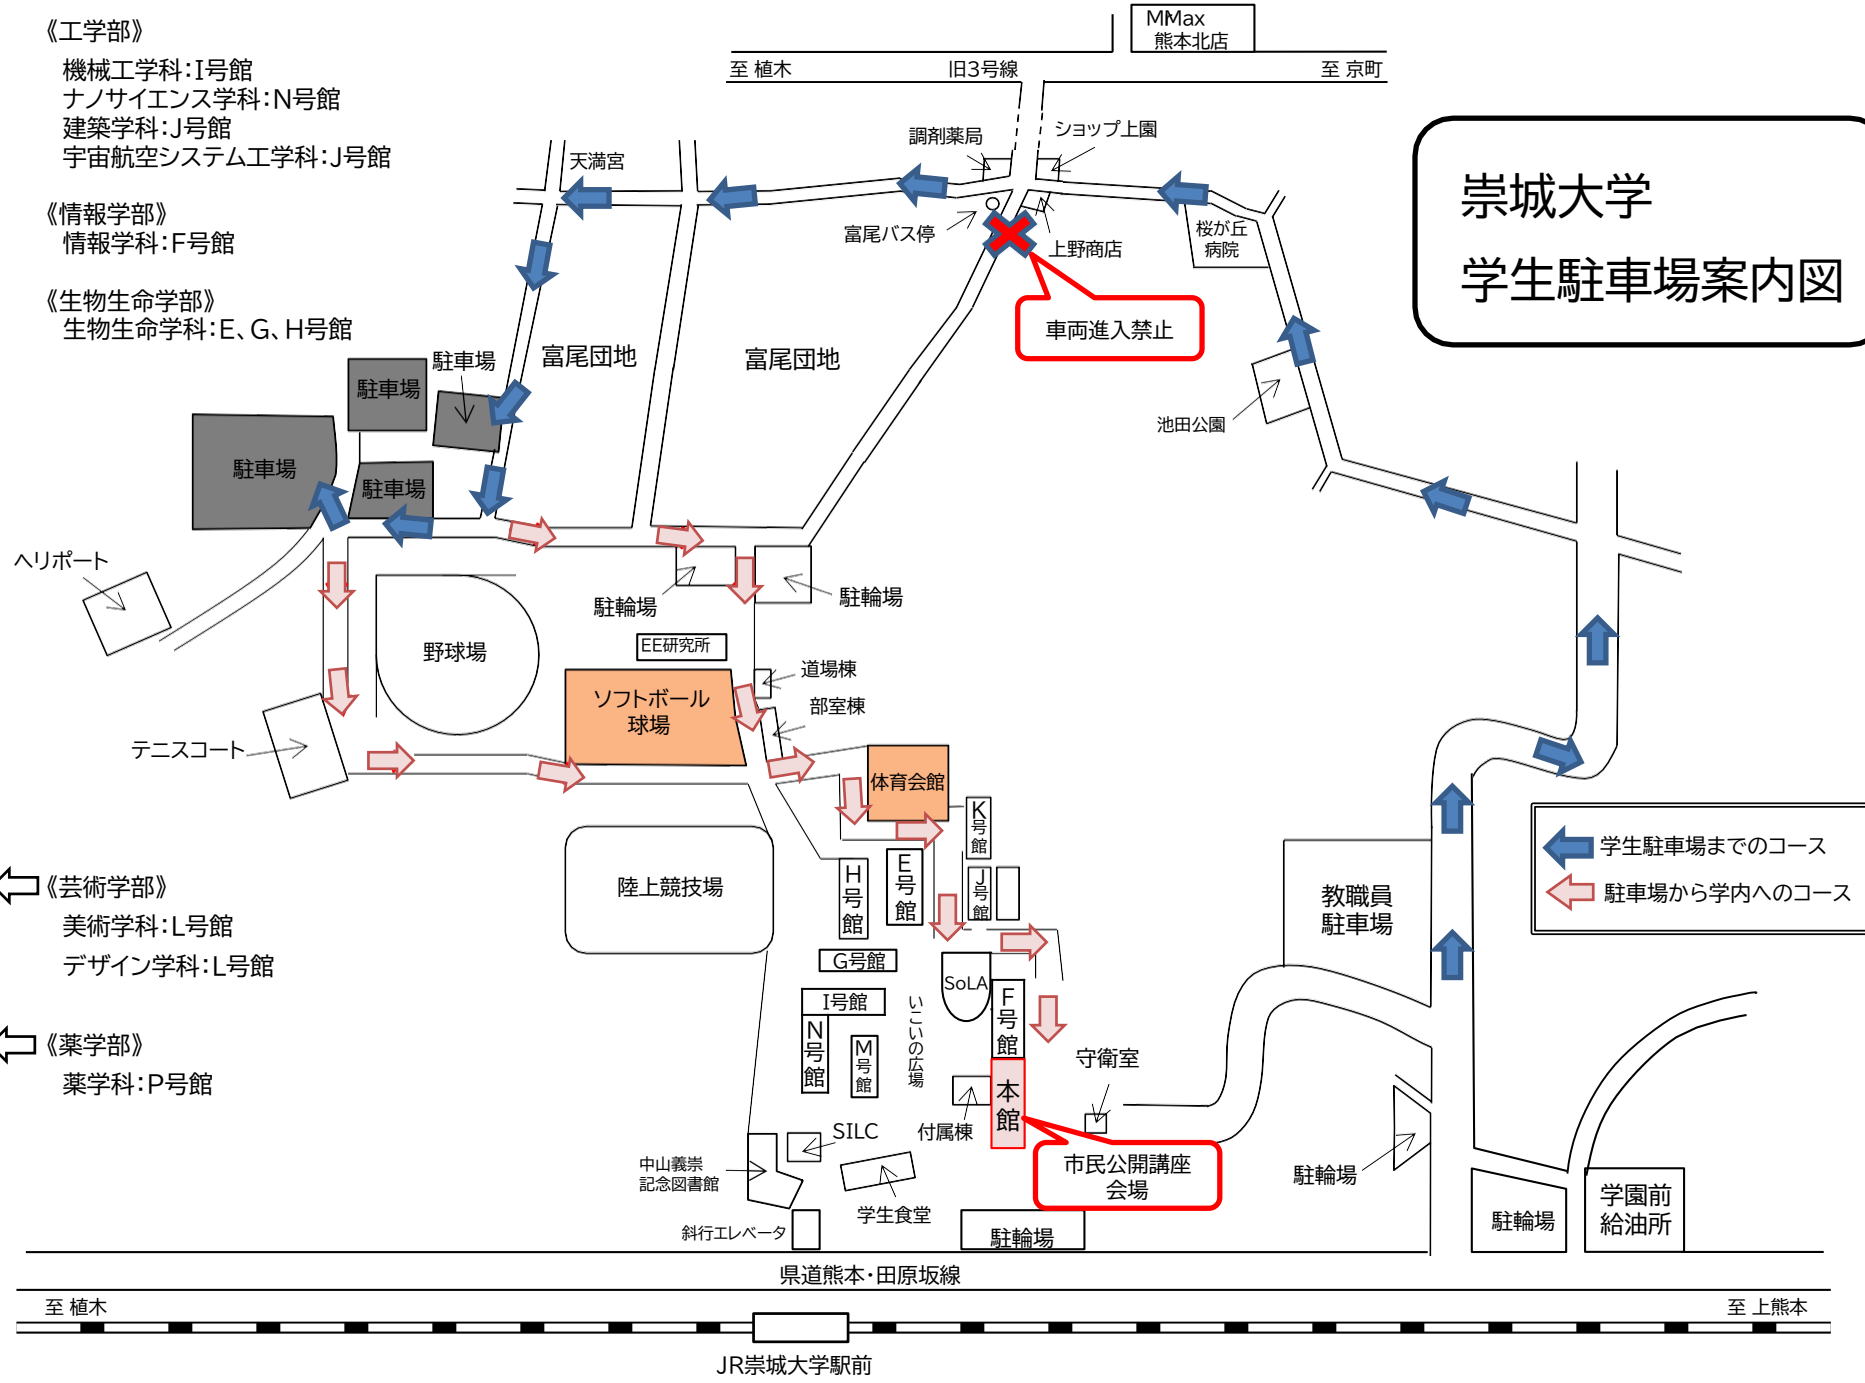 《工学部》
機械工学科：I号館
ナノサイエンス学科：N号館
建築学科：J号館
宇宙航空システム工学科：J号館
《情報学部》
情報学科：F号館
《生物生命学部》
生物生命学科：E、G、H号館
MMax
熊本北店
至 植木
旧3号線
至 京町
崇城大学
学生駐車場案内図
調剤薬局
ショップ上園
天満宮
富尾バス停
上野商店
桜が丘
病院
車両進入禁止
富尾団地
富尾団地
池田公園
駐車場
駐車場
駐車場
駐車場
ヘリポート
駐輪場
駐輪場
野球場
EE研究所
道場棟
部室棟
ソフトボール
球場
テニスコート
体育会館
K号館
J号館
E号館
H号館
陸上競技場
教職員
駐車場
学生駐車場までのコース
駐車場から学内へのコース
《芸術学部》
美術学科：L号館
デザイン学科：L号館
G号館
SoLA
I号館
N号館
M号館
いこいの広場
F号館
本館
守衛室
《薬学部》
薬学科：P号館
付属棟
SILC
中山義崇
記念図書館
学生食堂
斜行エレベータ
市民公開講座
会場
駐輪場
駐輪場
駐輪場
学園前
給油所
県道熊本・田原坂線
至 植木
至 上熊本
JR崇城大学駅前